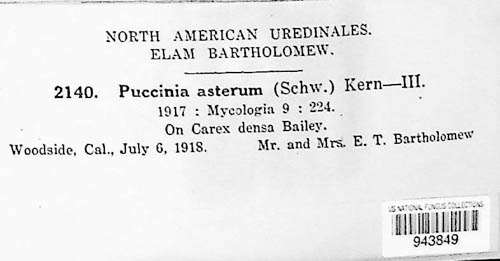 NORTH AMERICAN UREDINALES.
ELAM BARTHOLOMEW.
2140. Puccinia asterum (Schw.) Kern—III.
1917 : Mycologia 9 : 224.
On Carex densa Bailey.
Woodside, Cal., July 6, 1918. Mr. and Mrs. E. T. Bartholomew
US NATIONAL FUNGUS COLLECTIONS
943849